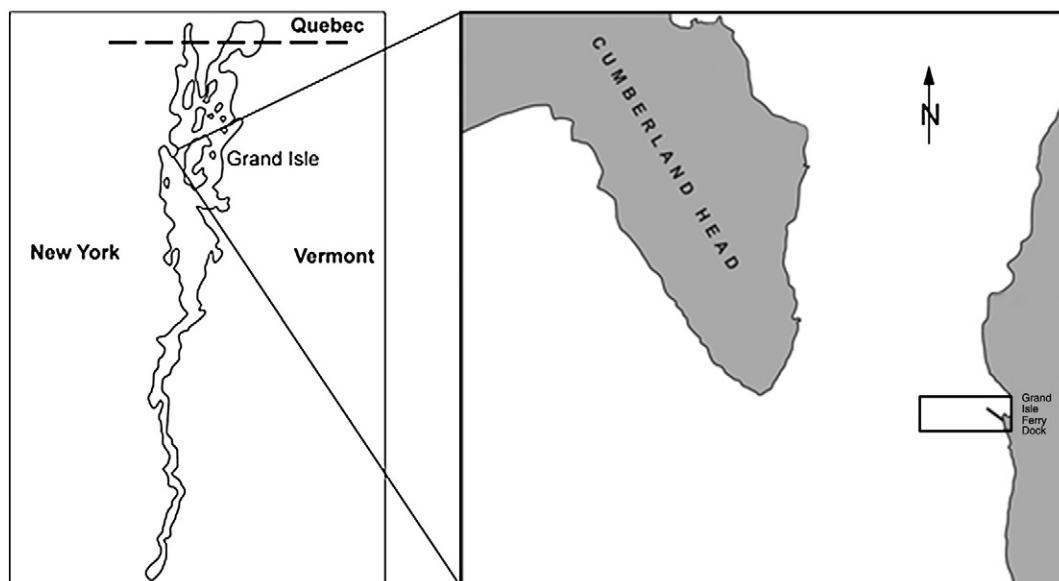 Quebec
Grand Isle
New York
Vermont
CUMBERLAND HEAD
N
Grand
Isle
Ferry
Dock